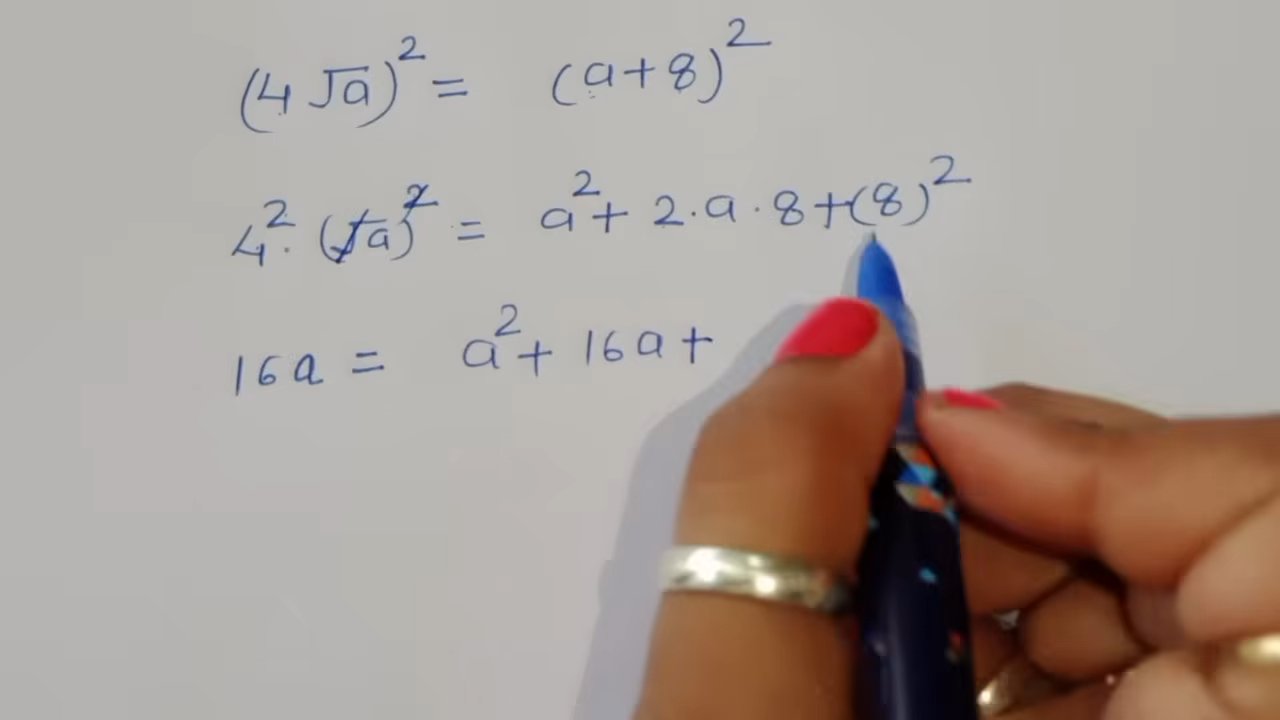 (4√a)² = (a+8)²
4²·(√a)² = a² + 2·a·8+(8)²
16a = a² + 16a +